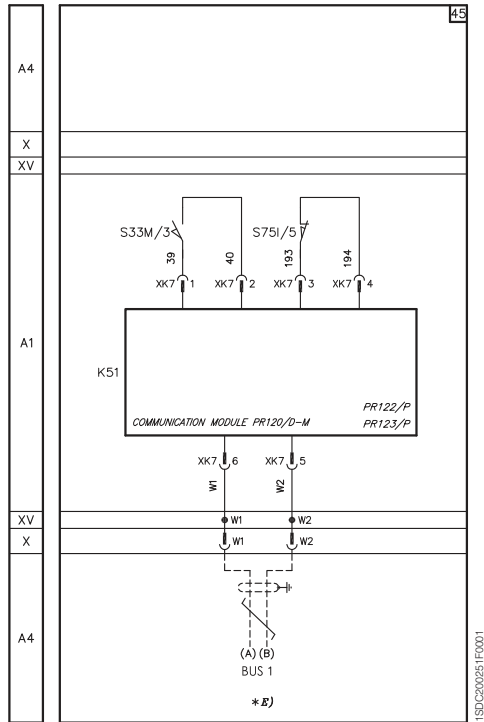 45
A4
X
XV
S33M/3
S75I/5
39
40
193
194
XK7 1
XK7 2
XK7 3
XK7 4
A1
K51
PR122/P
COMMUNICATION MODULE PR120/D-M
PR123/P
XK7 6
XK7 5
W1
W2
XV
W1
W2
X
W1
W2
A4
(A) (B)
BUS 1
*E)
1SDC200251F0001